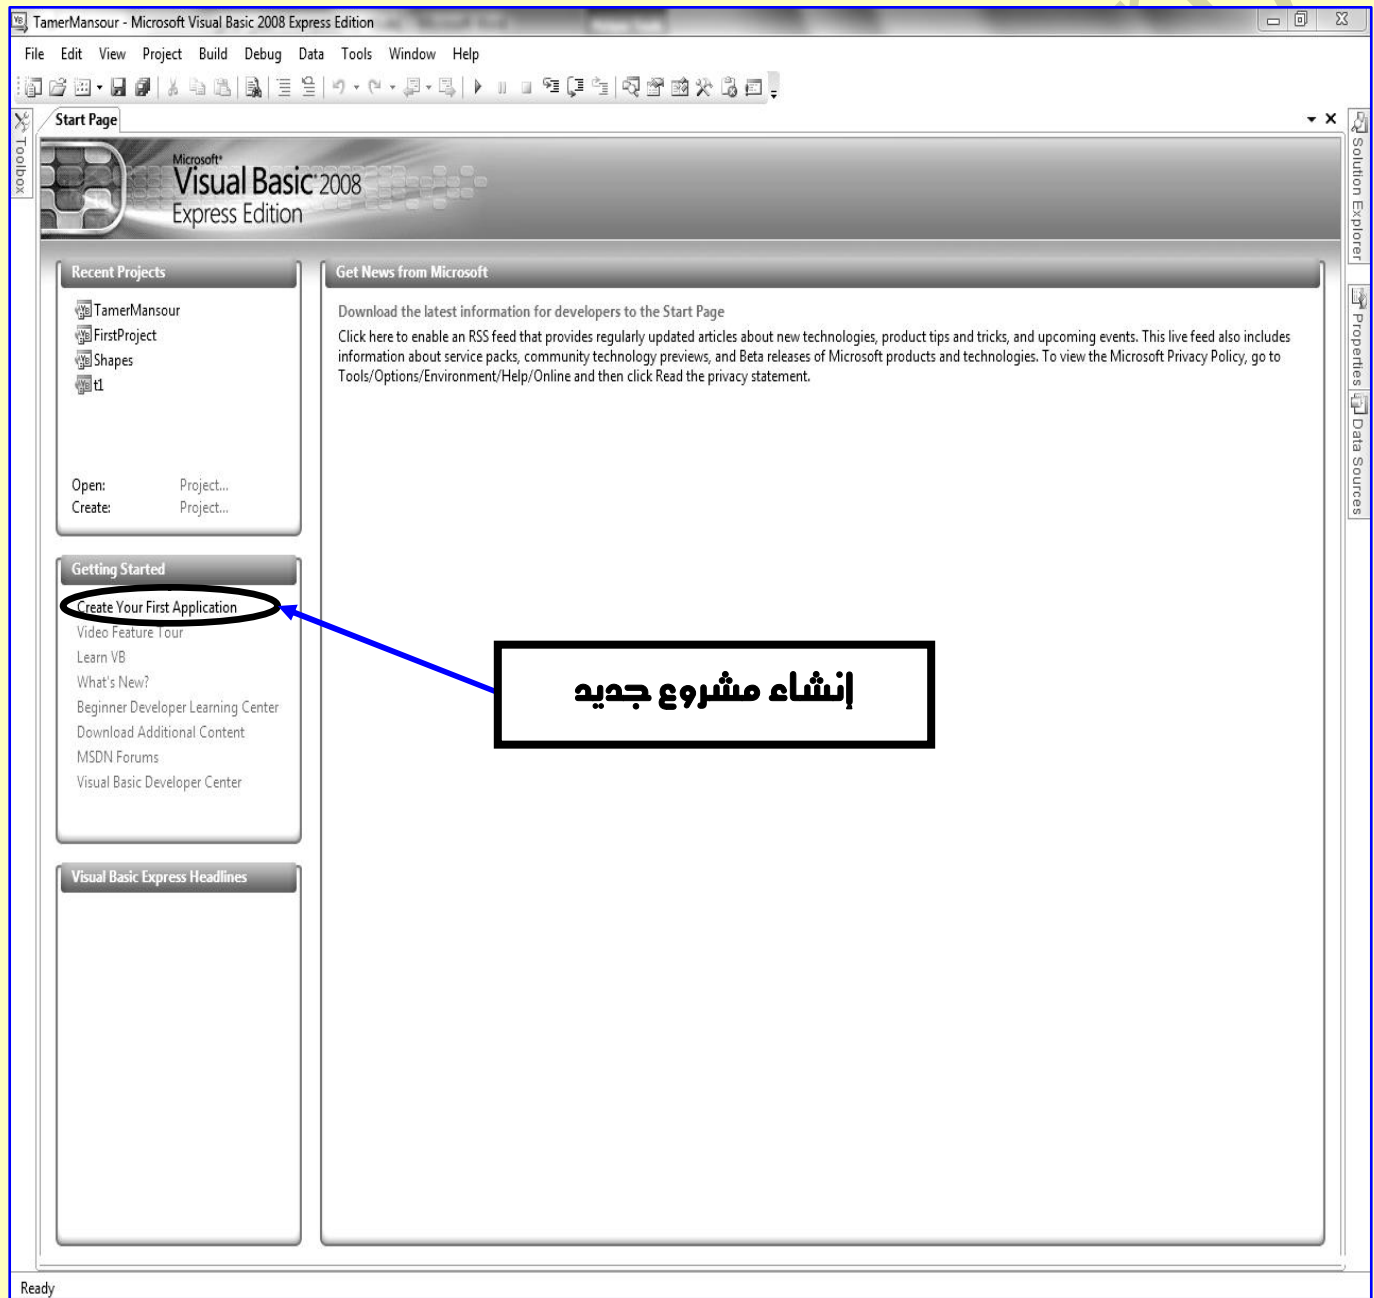 TamerMansour - Microsoft Visual Basic 2008 Express Edition
File Edit View Project Build Debug Data Tools Window Help
Toolbox
Start Page
Solution Explorer
Properties
Data Sources
Microsoft®
Visual Basic® 2008
Express Edition
Recent Projects
TamerMansour
FirstProject
Shapes
t1
Open: Project...
Create: Project...
Getting Started
Create Your First Application
Video Feature Tour
Learn VB
What's New?
Beginner Developer Learning Center
Download Additional Content
MSDN Forums
Visual Basic Developer Center
Visual Basic Express Headlines
Get News from Microsoft
Download the latest information for developers to the Start Page
Click here to enable an RSS feed that provides regularly updated articles about new technologies, product tips and tricks, and upcoming events. This live feed also includes
information about service packs, community technology previews, and Beta releases of Microsoft products and technologies. To view the Microsoft Privacy Policy, go to
Tools/Options/Environment/Help/Online and then click Read the privacy statement.
إنشاء مشروع جديد
Ready